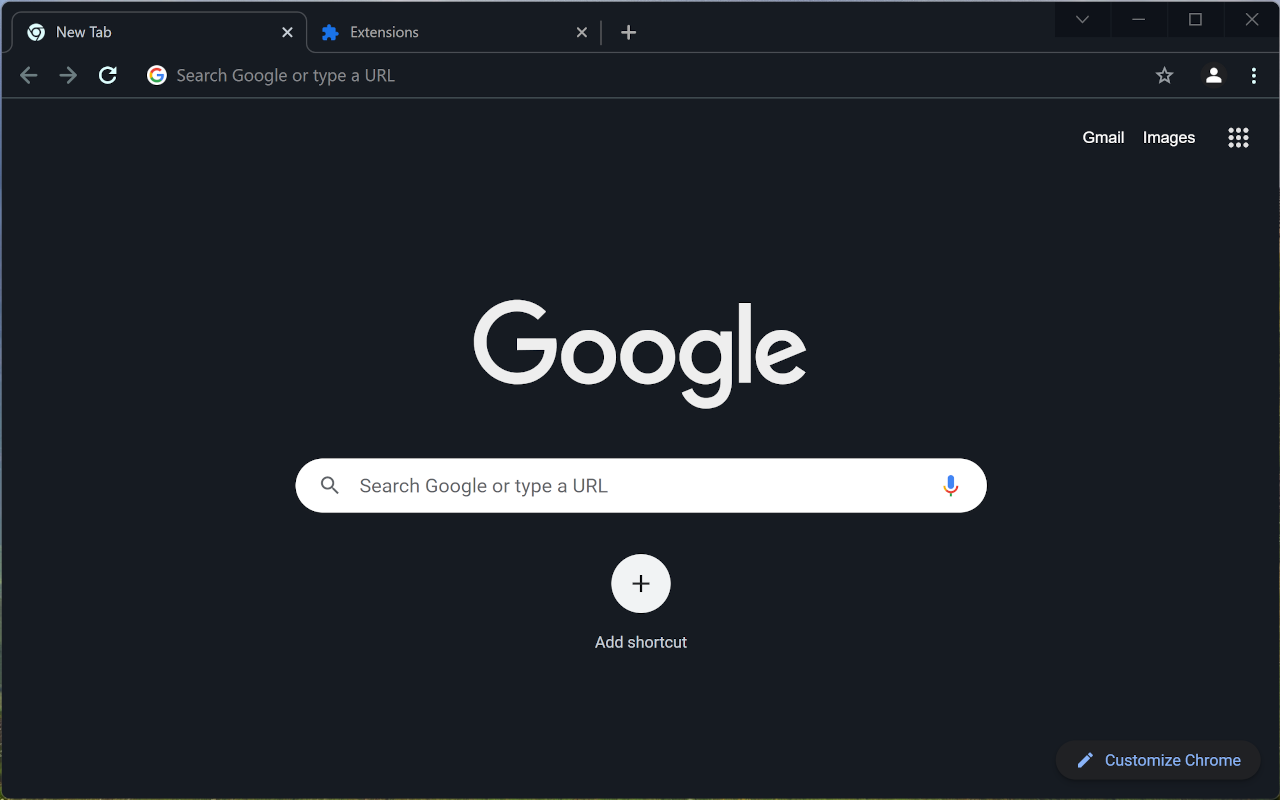 New Tab
Extensions
Search Google or type a URL
Gmail
Images
Google
Search Google or type a URL
Add shortcut
Customize Chrome